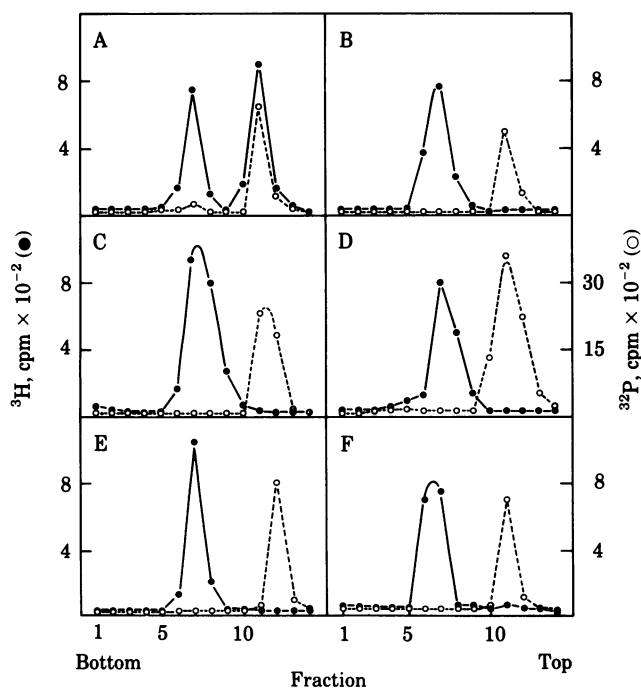 A
B
8
4
8
4
C
D
8
4
30
15
E
F
8
4
8
4
³H, cpm × 10⁻² (●)
³²P, cpm × 10⁻² (○)
1 5 10 1 5 10
Bottom Top
Fraction